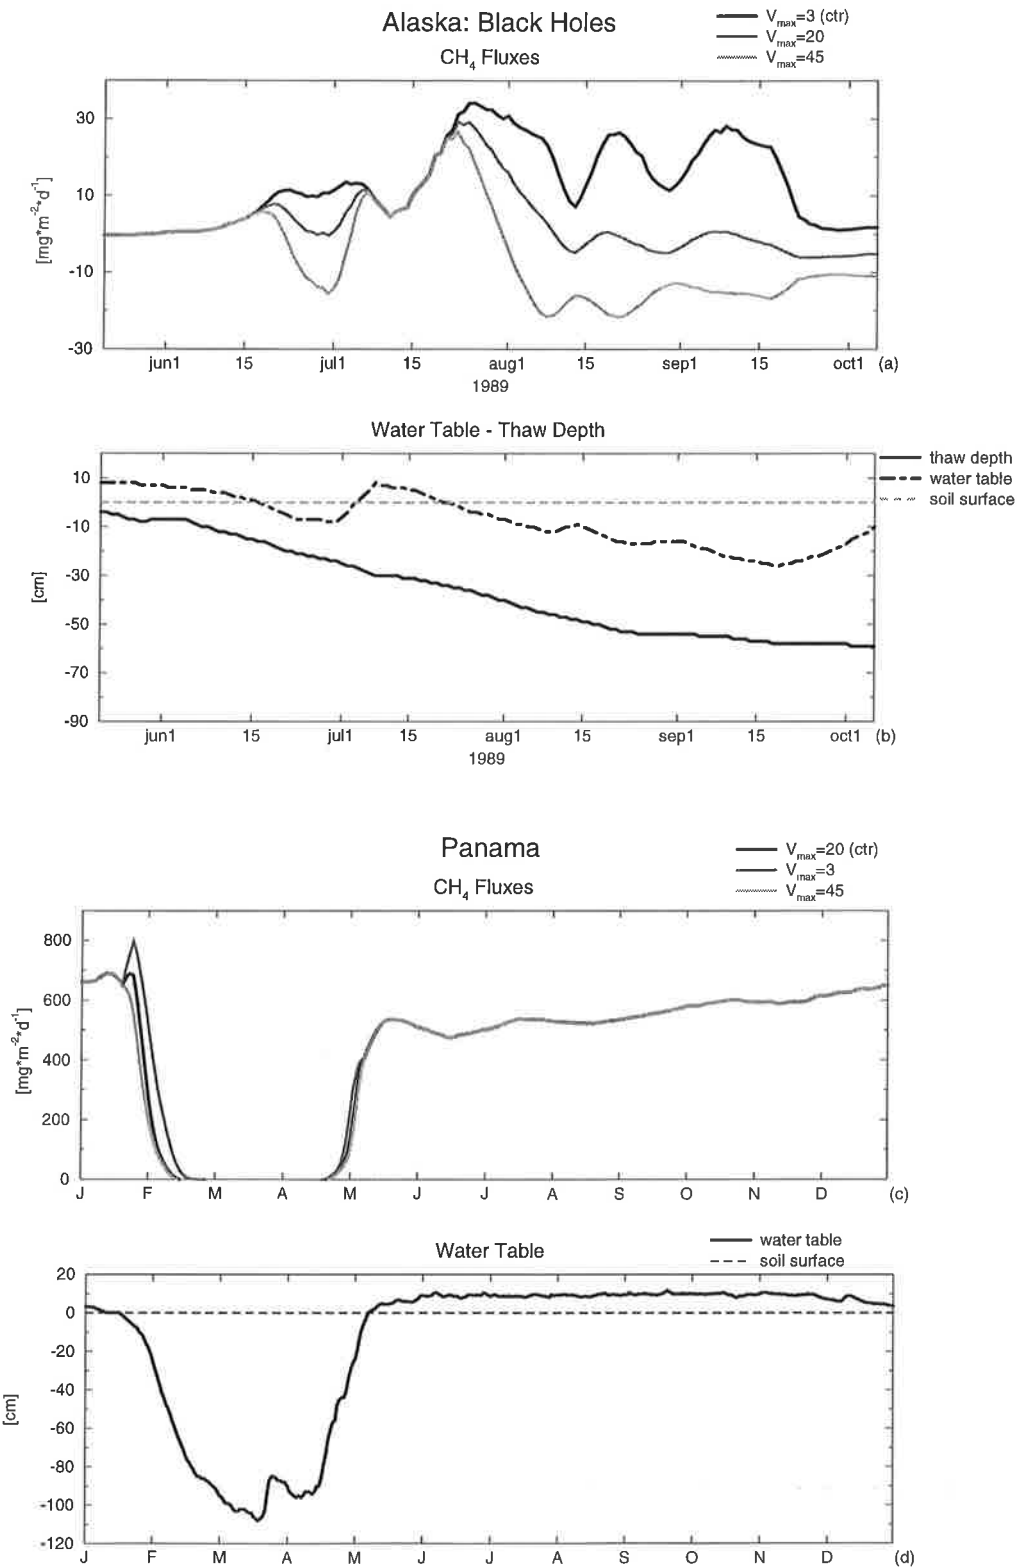 Alaska: Black Holes
CH4 Fluxes
Vmax=3 (ctr)
Vmax=20
Vmax=45
[mg*m-2*d-1]
30
10
-10
-30
jun1 15 jul1 15 aug1 15 sep1 15 oct1 (a)
1989
Water Table - Thaw Depth
thaw depth
water table
soil surface
[cm]
10
-10
-30
-50
-70
-90
jun1 15 jul1 15 aug1 15 sep1 15 oct1 (b)
1989
Panama
CH4 Fluxes
Vmax=20 (ctr)
Vmax=3
Vmax=45
[mg*m-2*d-1]
800
600
400
200
0
J F M A M J J A S O N D (c)
Water Table
water table
soil surface
[cm]
20
0
-20
-40
-60
-80
-100
-120
J F M A M J J A S O N D (d)